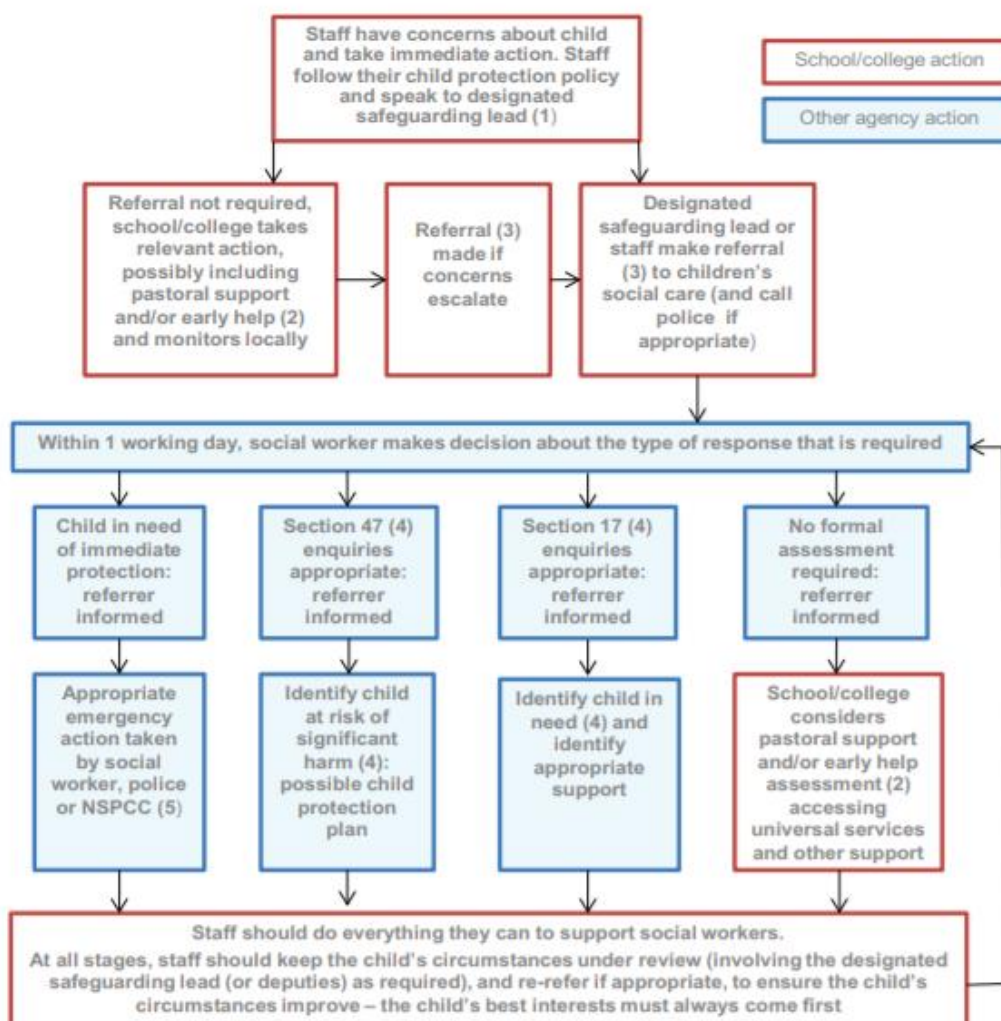 Staff have concerns about child
and take immediate action. Staff
follow their child protection policy
and speak to designated
safeguarding lead (1)
School/college action
Other agency action
Referral not required,
school/college takes
relevant action,
possibly including
pastoral support
and/or early help (2)
and monitors locally
Referral (3)
made if
concerns
escalate
Designated
safeguarding lead or
staff make referral
(3) to children's
social care (and call
police if
appropriate)
Within 1 working day, social worker makes decision about the type of response that is required
Child in need
of immediate
protection:
referrer
informed
Section 47 (4)
enquiries
appropriate:
referrer
informed
Section 17 (4)
enquiries
appropriate:
referrer
informed
No formal
assessment
required:
referrer
informed
Appropriate
emergency
action taken
by social
worker, police
or NSPCC (5)
Identify child
at risk of
significant
harm (4):
possible child
protection
plan
Identify child in
need (4) and
identify
appropriate
support
School/college
considers
pastoral support
and/or early help
assessment (2)
accessing
universal services
and other support
Staff should do everything they can to support social workers.
At all stages, staff should keep the child's circumstances under review (involving the designated
safeguarding lead (or deputies) as required), and re-refer if appropriate, to ensure the child's
circumstances improve – the child's best interests must always come first